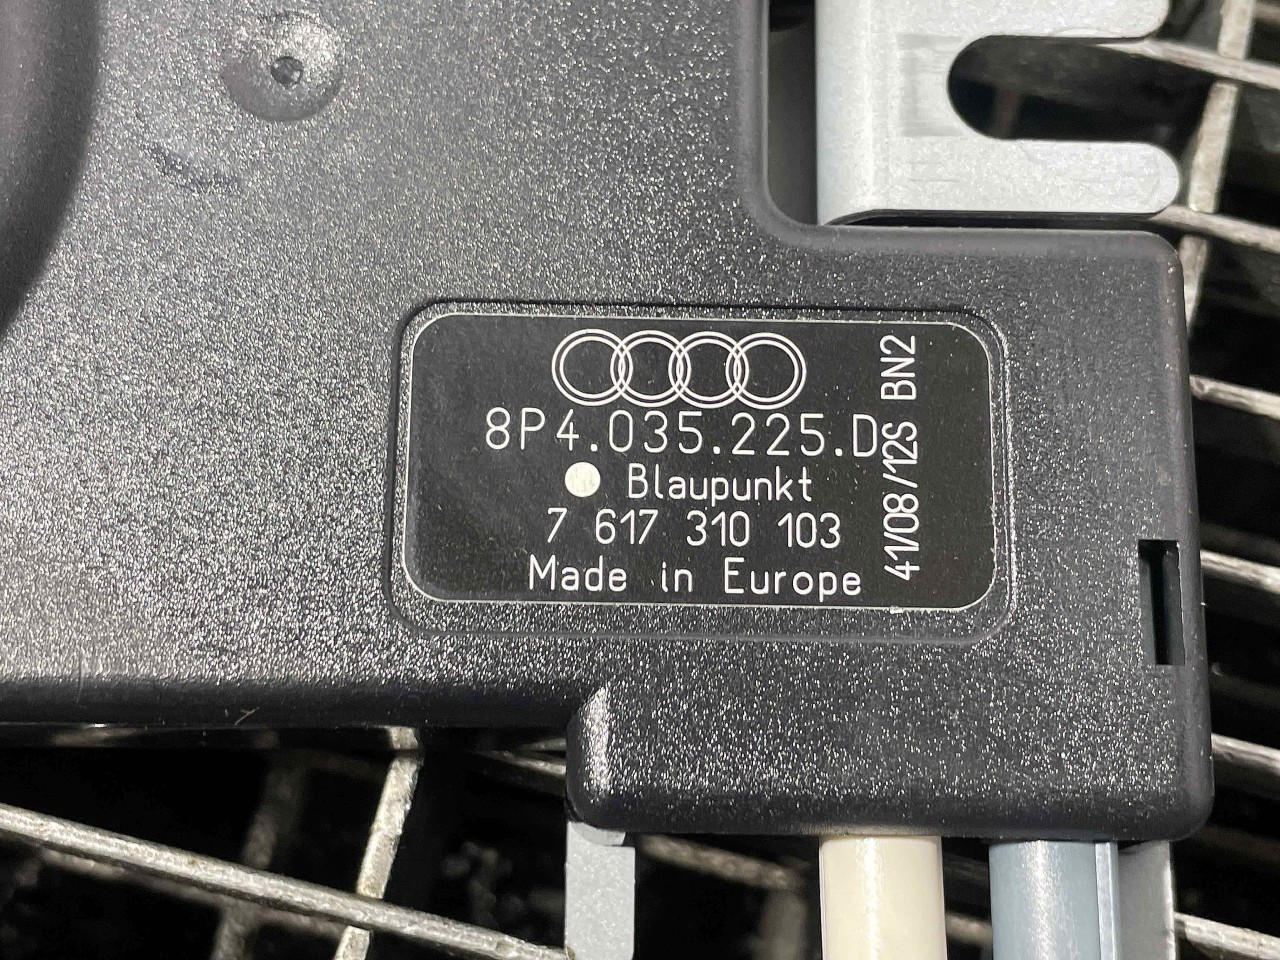 8P4.035.225.D
Blaupunkt
7 617 310 103
Made in Europe
41/08/12S BN2